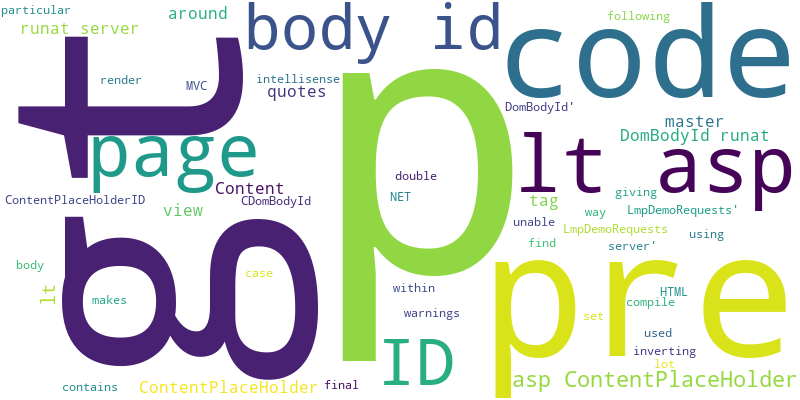 particular
runat server
around
body id
following
code
render
MVC
intellisense
quotes
DomBodyId'
master
DomBodyId runat
gt
page
p
double
lt asp
ContentPlaceHolderID
Content
CDomBodyId
NET
tag
giving
view
way
LmpDemoRequests'
unable
LmpDemoRequests
using
find
server'
body
case
pre
lt
makes
within
HTML
compile
warnings
set
used
ID
inverting
lot
contains
ContentPlaceHolder
final
asp ContentPlaceHolder